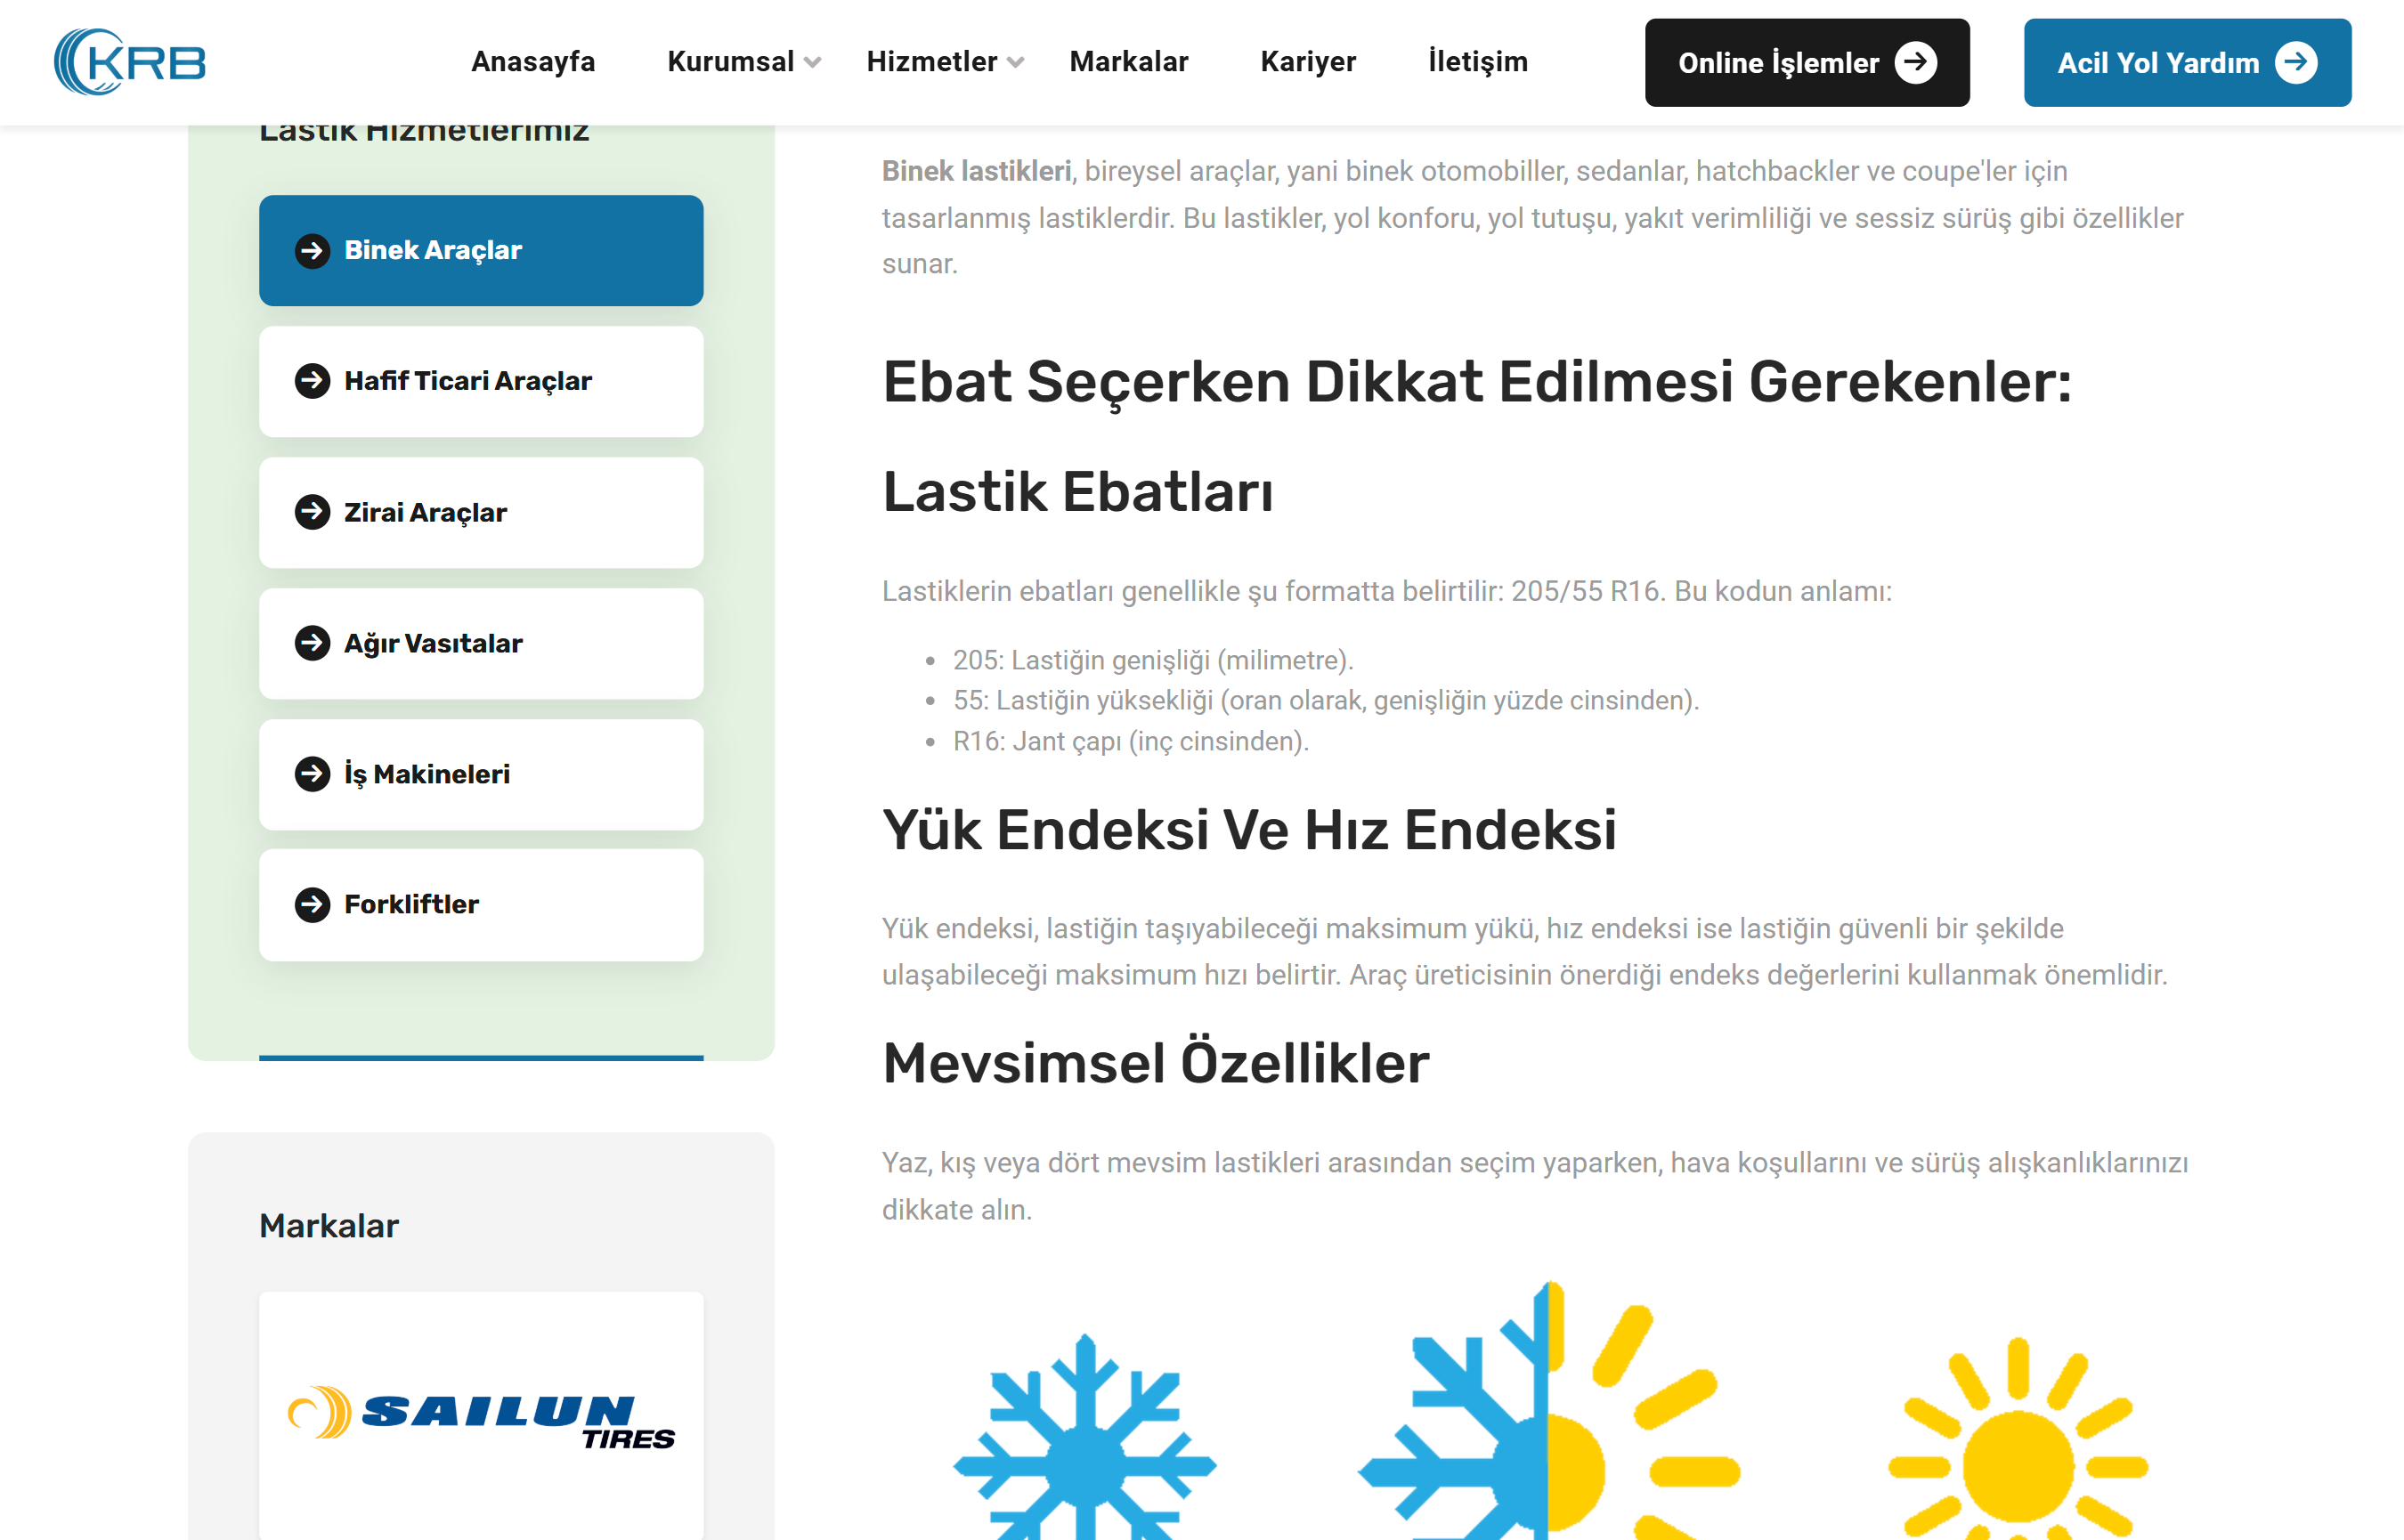 KRB
Anasayfa
Kurumsal
Hizmetler
Markalar
Kariyer
İletişim
Online İşlemler
Acil Yol Yardım
Lastik Hizmetlerimiz
Binek Araçlar
Hafif Ticari Araçlar
Zirai Araçlar
Ağır Vasıtalar
İş Makineleri
Forkliftler
Markalar
SAILUN
TIRES
Binek lastikleri, bireysel araçlar, yani binek otomobiller, sedanlar, hatchbackler ve coupe'ler için
tasarlanmış lastiklerdir. Bu lastikler, yol konforu, yol tutuşu, yakıt verimliliği ve sessiz sürüş gibi özellikler
sunar.
Ebat Seçerken Dikkat Edilmesi Gerekenler:
Lastik Ebatları
Lastiklerin ebatları genellikle şu formatta belirtilir: 205/55 R16. Bu kodun anlamı:
• 205: Lastiğin genişliği (milimetre).
• 55: Lastiğin yüksekliği (oran olarak, genişliğin yüzde cinsinden).
• R16: Jant çapı (inç cinsinden).
Yük Endeksi Ve Hız Endeksi
Yük endeksi, lastiğin taşıyabileceği maksimum yükü, hız endeksi ise lastiğin güvenli bir şekilde
ulaşabileceği maksimum hızı belirtir. Araç üreticisinin önerdiği endeks değerlerini kullanmak önemlidir.
Mevsimsel Özellikler
Yaz, kış veya dört mevsim lastikleri arasından seçim yaparken, hava koşullarını ve sürüş alışkanlıklarınızı
dikkate alın.